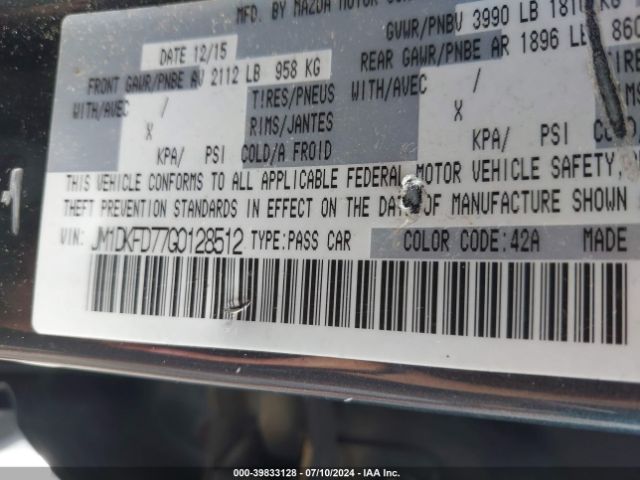 MFD. BY MAZDA MOTOR
DATE 12/15
GVWR/PNBV 3990 LB 1810 KG
FRONT GAWR/PNBE AV 2112 LB 958 KG
REAR GAWR/PNBE AR 1896 LB 860
WITH/AVEC / TIRES/PNEUS
WITH/AVEC /
X RIMS/JANTES
X
KPA/ PSI COLD/A FROID
KPA/ PSI
THIS VEHICLE CONFORMS TO ALL APPLICABLE FEDERAL MOTOR VEHICLE SAFETY,
THEFT PREVENTION STANDARDS IN EFFECT ON THE DATE OF MANUFACTURE SHOWN
VIN: JM1DKFD77G0128512 TYPE:PASS CAR COLOR CODE:42A MADE
000-39833128 - 07/10/2024 - IAA Inc.